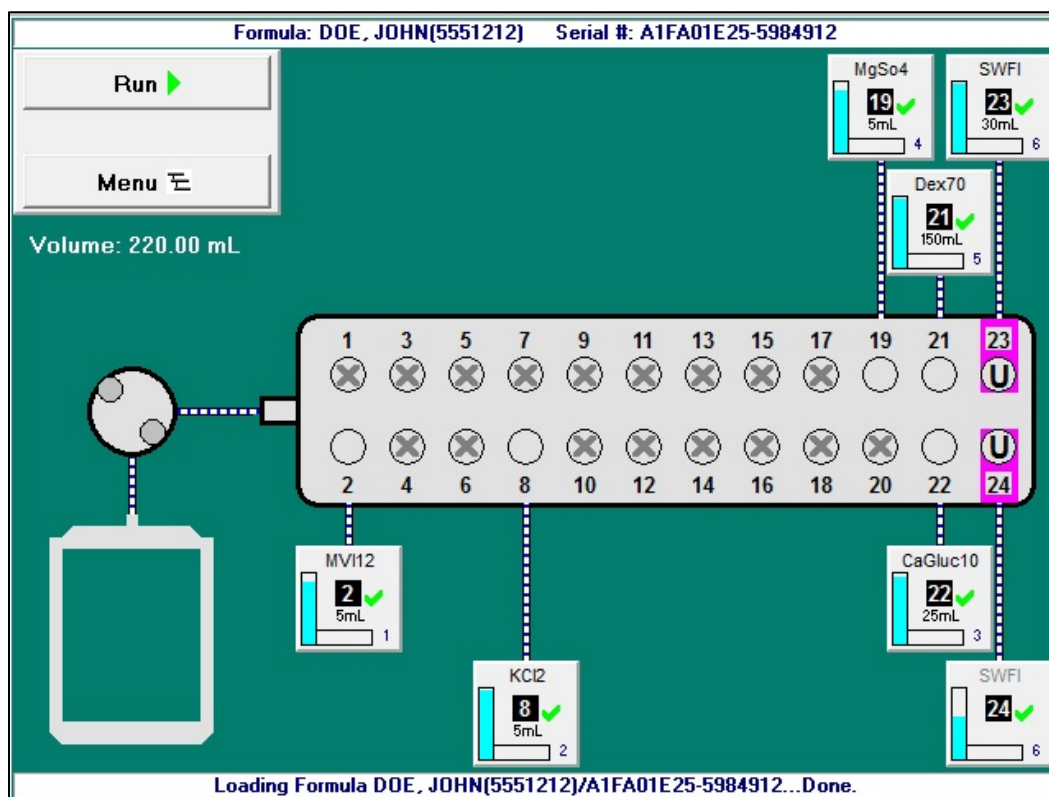 Formula: DOE, JOHN(5551212) Serial #: A1FA01E25-5984912
Run
Menu
Volume: 220.00 mL
MgSo4
19
5mL
4
SWFI
23
30mL
6
Dex70
21
150mL
5
1 3 5 7 9 11 13 15 17 19 21 23
U
U
2 4 6 8 10 12 14 16 18 20 22 24
MVI12
2
5mL
1
CaGluc10
22
25mL
3
KCl2
8
5mL
2
SWFI
24
6
Loading Formula DOE, JOHN(5551212)/A1FA01E25-5984912...Done.